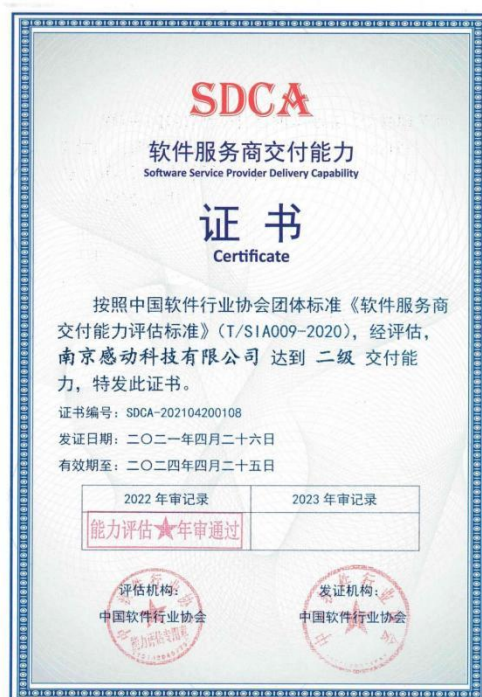 SDCA
软件服务商交付能力
Software Service Provider Delivery Capability
证 书
Certificate
按照中国软件行业协会团体标准《软件服务商
交付能力评估标准》(T/SIA009-2020),经评估,
南京感动科技有限公司 达到 二级 交付能
力,特发此证书。
证书编号:SDCA-202104200108
发证日期:二〇二一年四月二十六日
有效期至:二〇二四年四月二十五日
2022 年审记录 2023 年审记录
能力评估★年审通过
评估机构: 发证机构:
中国软件行业协会 中国软件行业协会
能力评估专用章